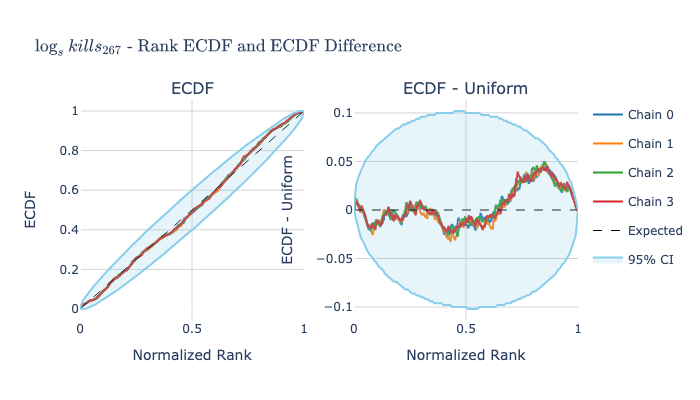 log_s kills_267 - Rank ECDF and ECDF Difference
ECDF
ECDF - Uniform
1
0.8
0.6
0.4
0.2
0
ECDF
0
0.5
1
Normalized Rank
0.1
0.05
0
−0.05
−0.1
ECDF - Uniform
0
0.5
1
Normalized Rank
Chain 0
Chain 1
Chain 2
Chain 3
Expected
95% CI